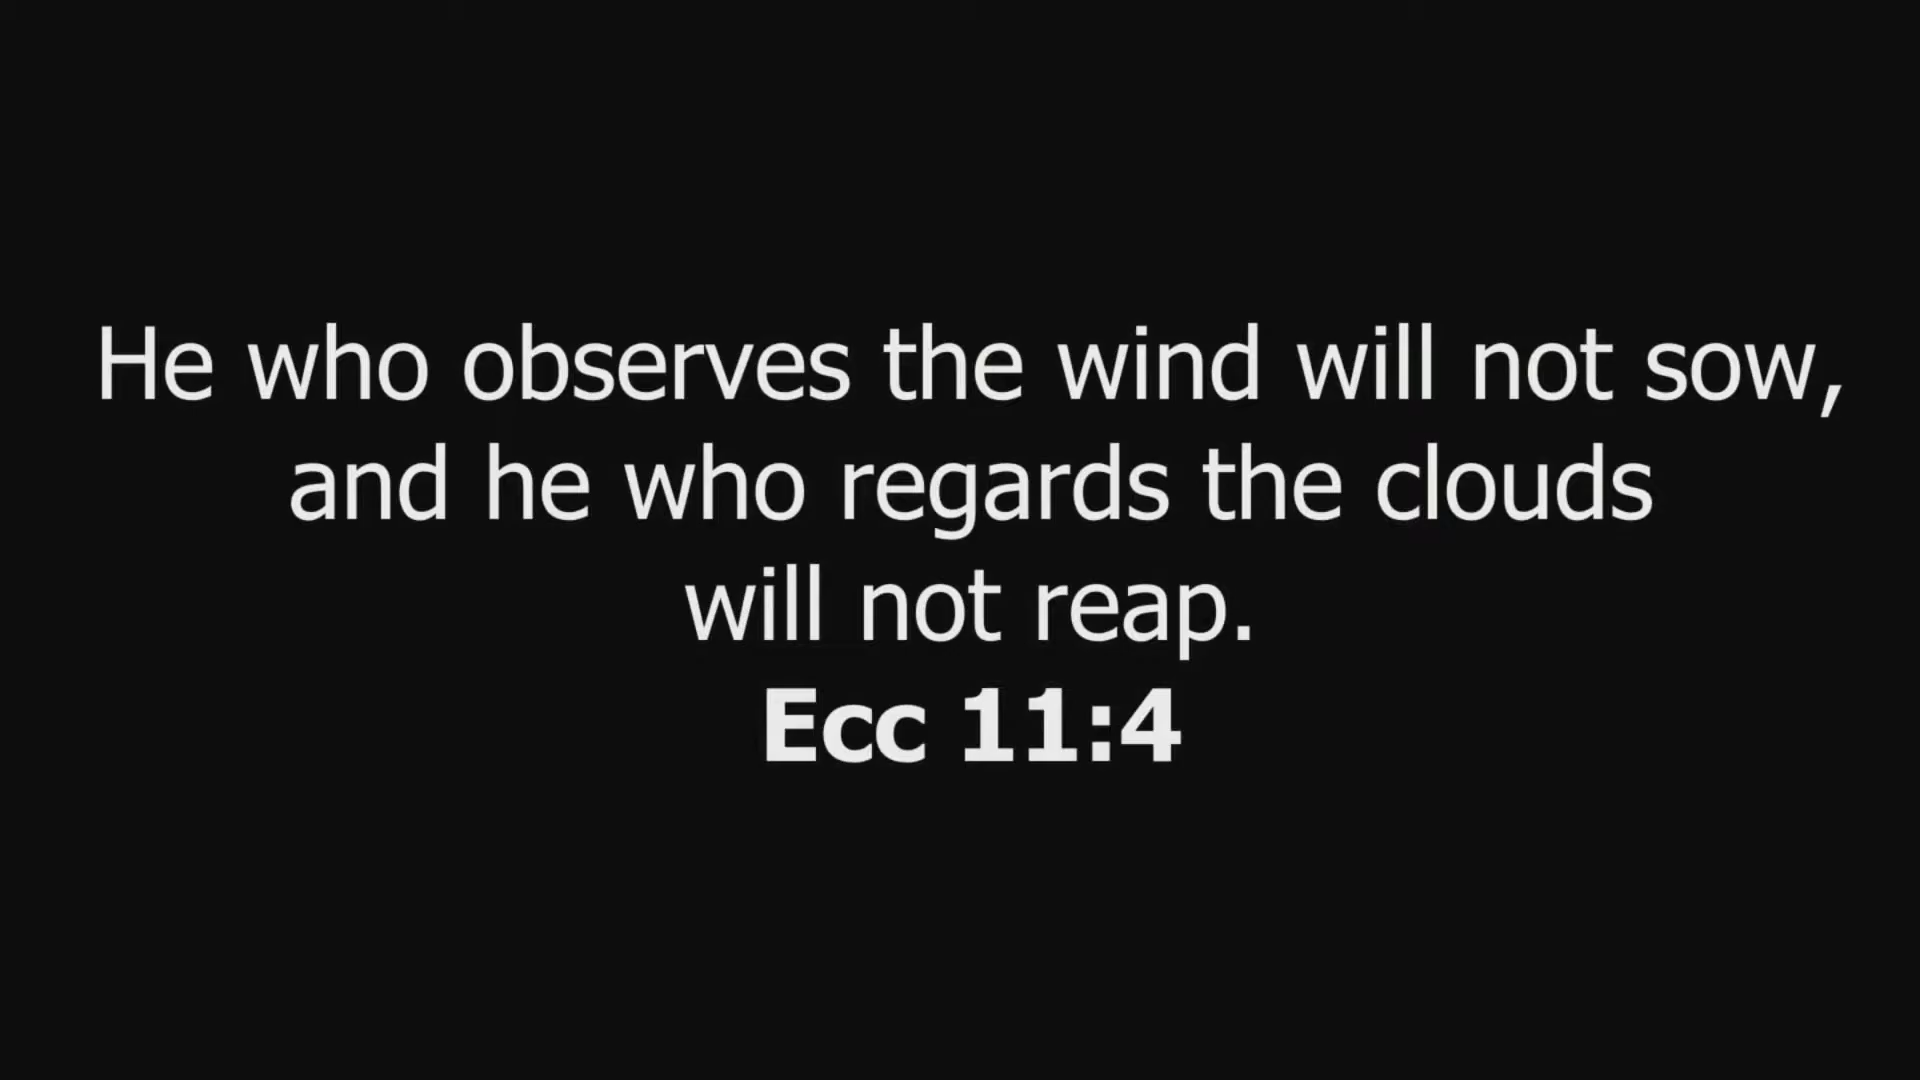 He who observes the wind will not sow,
and he who regards the clouds
will not reap.
Ecc 11:4